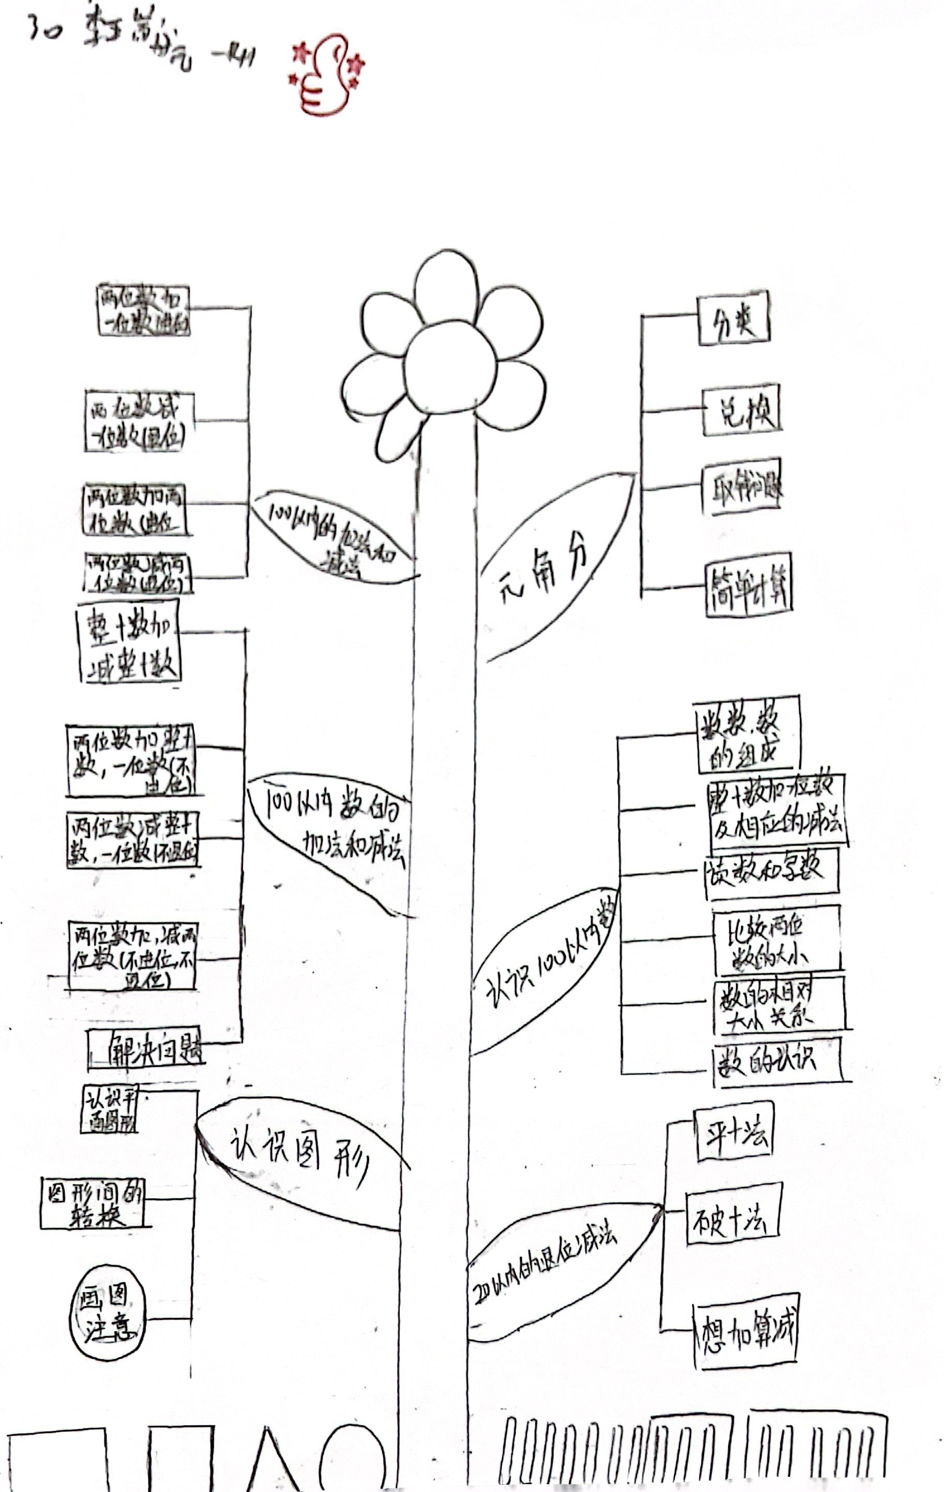 30
两位数加
一位数(进位
两位数减
一位数(退位)
两位数加两
位数(进位
两位数减两
位数(退位)
100以内的加法和
减法
整十数加
减整十数
两位数加整十
数,一位数(不
进位)
两位数减整十
数,一位数(不退位
两位数加,减两
位数(不进位,不
退位)
解决问题
100以内数的
加法和减法
认识平
面图形
图形间的
转换
画图
注意
认识图形
分类
兑换
取钱问题
简单计算
元角分
数数,数
的组成
整十数加一位数
及相应的减法
读数和写数
比较两位
数的大小
数的相对
大小关系
数的认识
认识100以内数
平十法
破十法
想加算减
20以内的退位减法